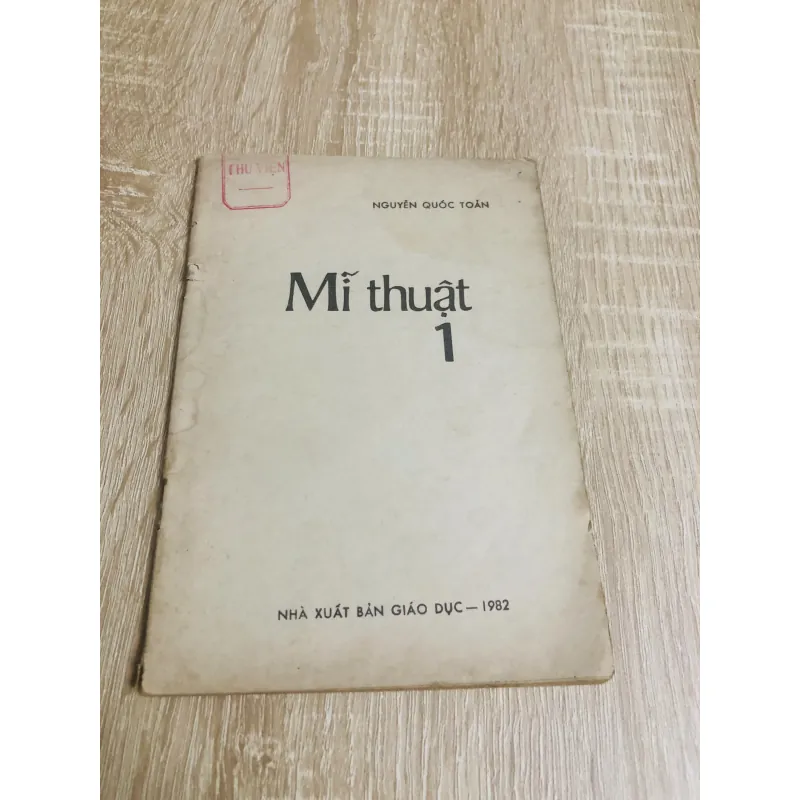 THƯ VIỆN
NGUYỄN QUỐC TOẢN
Mĩ thuật
1
NHÀ XUẤT BẢN GIÁO DỤC — 1982